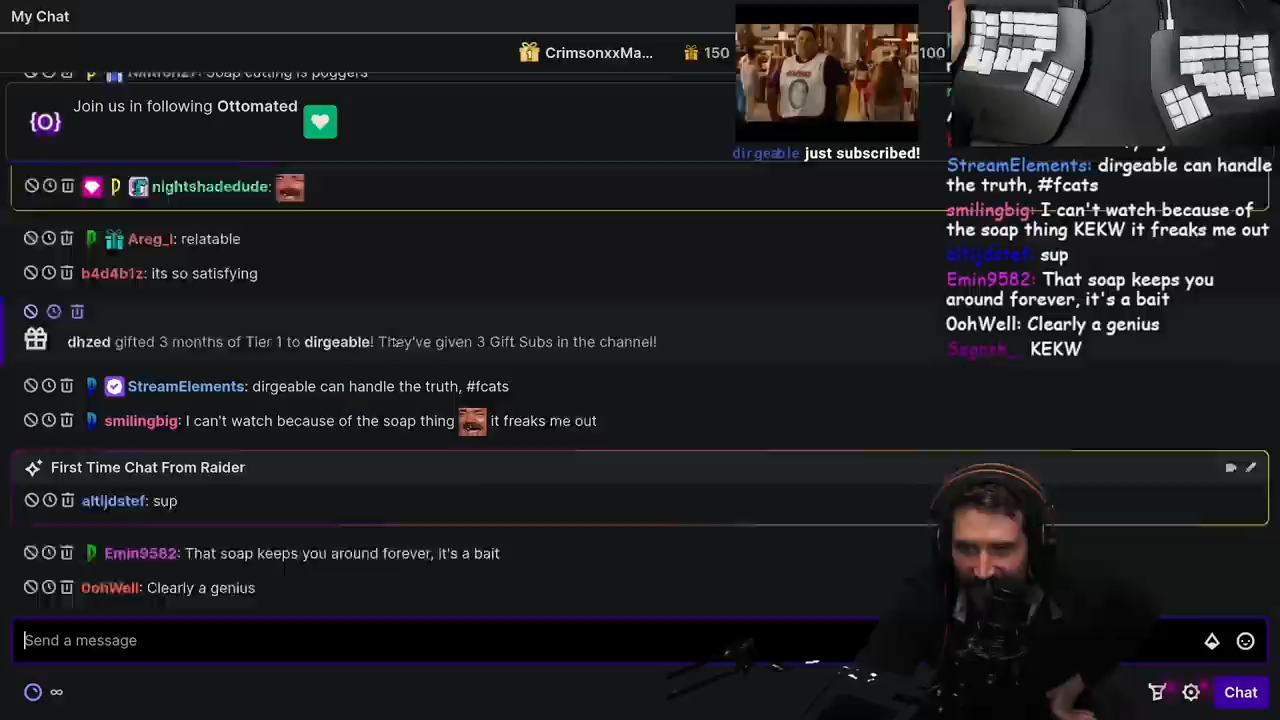 My Chat
CrimsonxxMa...
150
100
soap cutting is poggers
Join us in following Ottomated
{O}
dirgeable just subscribed!
nightshadedude:
Areg_i: relatable
b4d4b1z: its so satisfying
dhzed gifted 3 months of Tier 1 to dirgeable! They've given 3 Gift Subs in the channel!
StreamElements: dirgeable can handle the truth, #fcats
smilingbig: I can't watch because of the soap thing it freaks me out
First Time Chat From Raider
altijdstef: sup
Emin9582: That soap keeps you around forever, it's a bait
OohWell: Clearly a genius
Send a message
Chat
StreamElements: dirgeable can handle
the truth, #fcats
smilingbig: I can't watch because of
the soap thing KEKW it freaks me out
altijdstef: sup
Emin9582: That soap keeps you
around forever, it's a bait
OohWell: Clearly a genius
KEKW